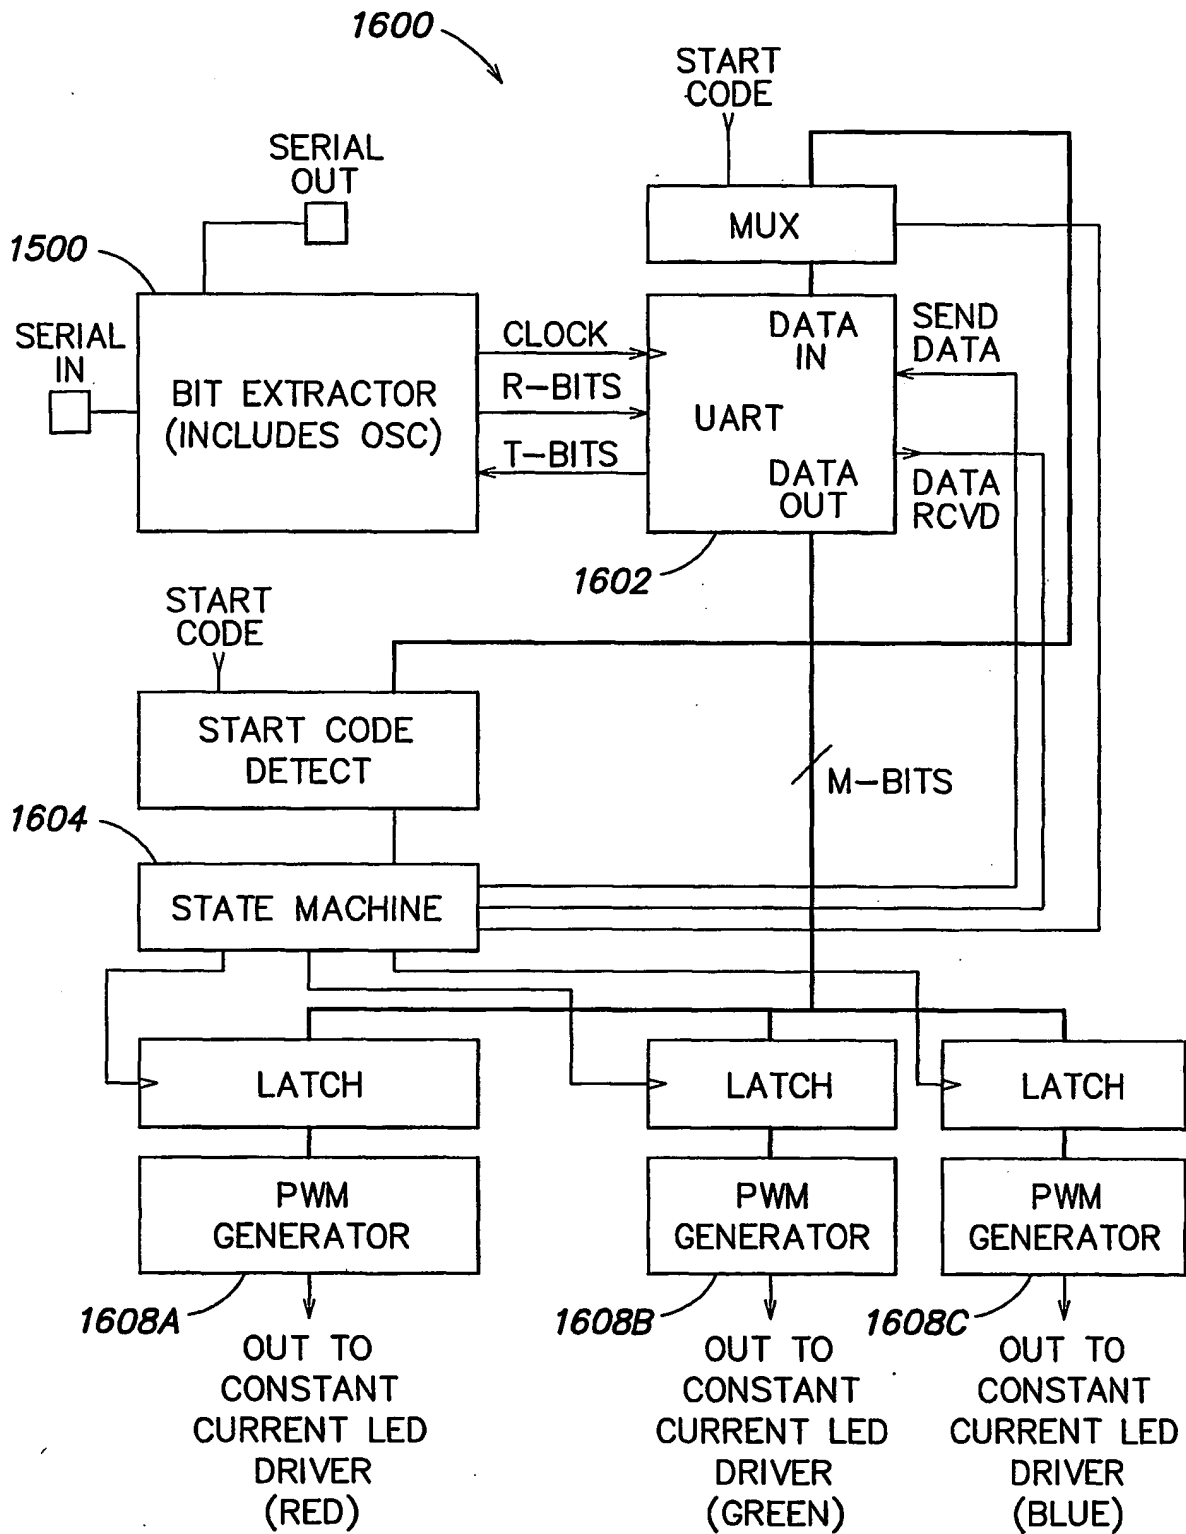 1600
START
CODE
SERIAL
OUT
MUX
1500
SERIAL
IN
BIT EXTRACTOR
(INCLUDES OSC)
CLOCK
R-BITS
T-BITS
DATA
IN
UART
DATA
OUT
SEND
DATA
DATA
RCVD
1602
START
CODE
START CODE
DETECT
M-BITS
1604
STATE MACHINE
LATCH
LATCH
LATCH
PWM
GENERATOR
PWM
GENERATOR
PWM
GENERATOR
1608A
1608B
1608C
OUT TO
CONSTANT
CURRENT LED
DRIVER
(RED)
OUT TO
CONSTANT
CURRENT LED
DRIVER
(GREEN)
OUT TO
CONSTANT
CURRENT LED
DRIVER
(BLUE)